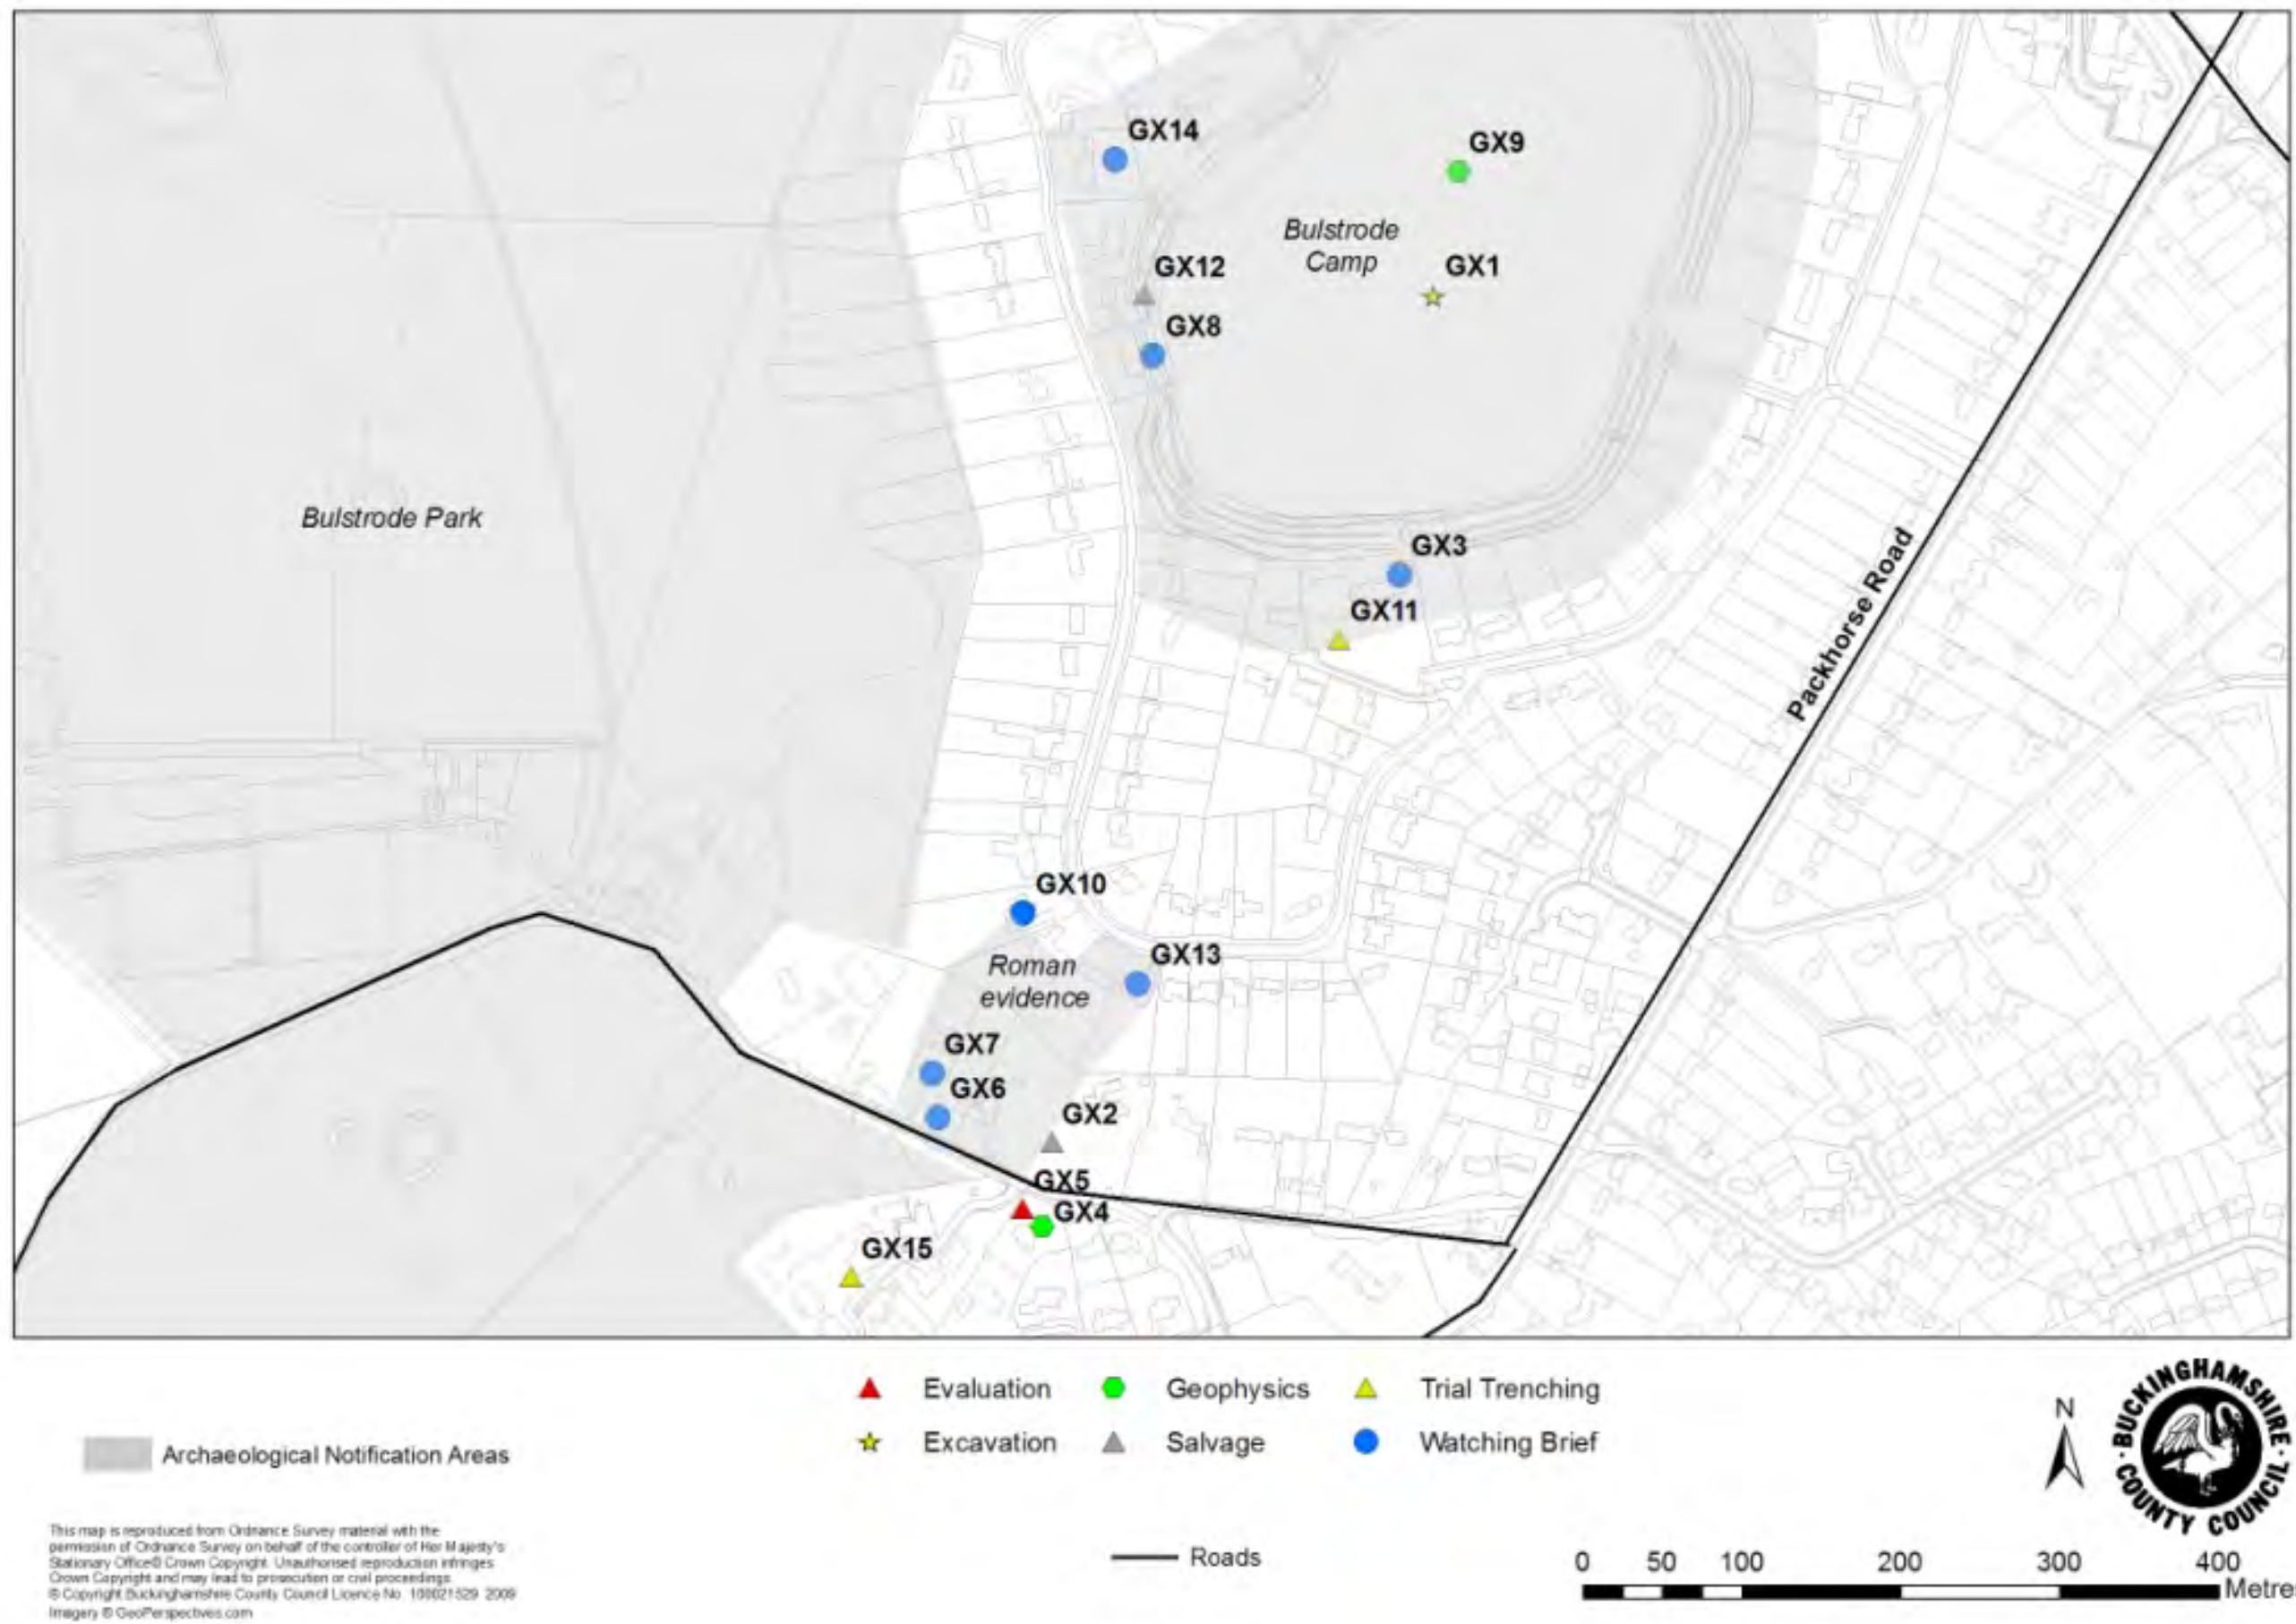 GX14
GX9
Bulstrode
Camp
GX12
GX1
GX8
Bulstrode Park
GX3
GX11
Packhorse Road
GX10
GX13
Roman
evidence
GX7
GX6
GX2
GX5
GX4
GX15
Evaluation
Geophysics
Trial Trenching
Excavation
Salvage
Watching Brief
Archaeological Notification Areas
N
BUCKINGHAMSHIRE
COUNTY COUNCIL
This map is reproduced from Ordnance Survey material with the
permission of Ordnance Survey on behalf of the controller of Her Majesty's
Stationary Office© Crown Copyright. Unauthorised reproduction infringes
Crown Copyright and may lead to prosecution or civil proceedings.
© Copyright Buckinghamshire County Council Licence No. 100021529 2009
Imagery © GeoPerspectives.com
Roads
0 50 100 200 300 400
Metre